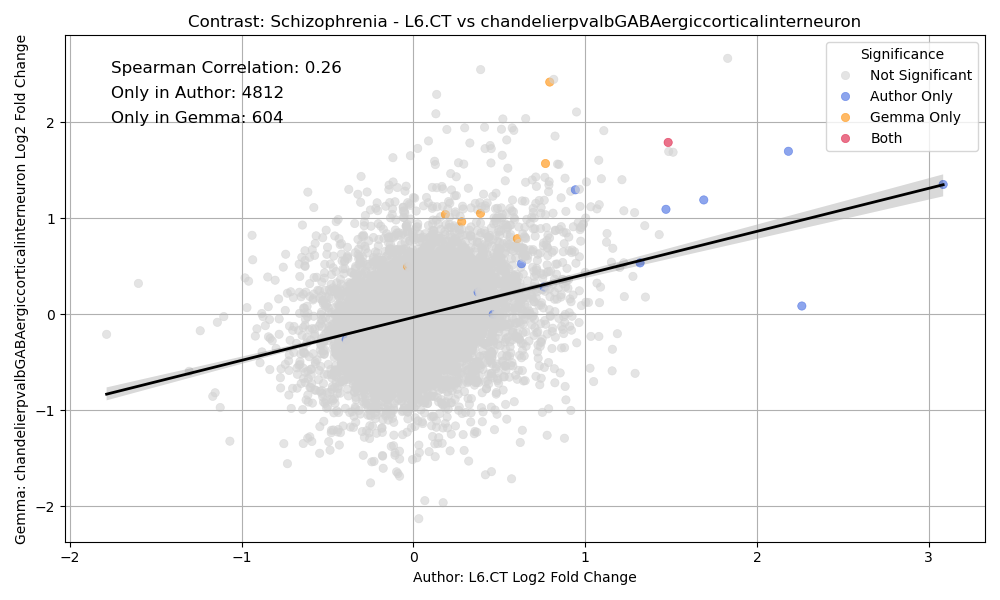 Contrast: Schizophrenia - L6.CT vs chandelierpvalbGABAergiccorticalinterneuron
Spearman Correlation: 0.26
Only in Author: 4812
Only in Gemma: 604
Significance
Not Significant
Author Only
Gemma Only
Both
Gemma: chandelierpvalbGABAergiccorticalinterneuron Log2 Fold Change
2
1
0
−1
−2
−2
−1
0
1
2
3
Author: L6.CT Log2 Fold Change